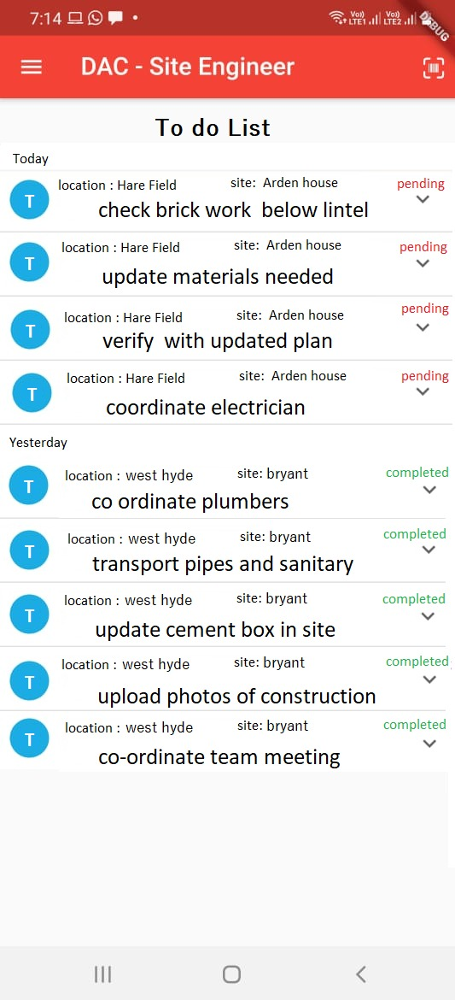 7:14
Vo)) LTE1 Vo)) LTE2
DEBUG
DAC - Site Engineer
To do List
Today
T location : Hare Field site: Arden house pending
check brick work below lintel
T location : Hare Field site: Arden house pending
update materials needed
T location : Hare Field site: Arden house pending
verify with updated plan
T location : Hare Field site: Arden house pending
coordinate electrician
Yesterday
T location : west hyde site: bryant completed
co ordinate plumbers
T location : west hyde site: bryant completed
transport pipes and sanitary
T location : west hyde site: bryant completed
update cement box in site
T location : west hyde site: bryant completed
upload photos of construction
T location : west hyde site: bryant completed
co-ordinate team meeting